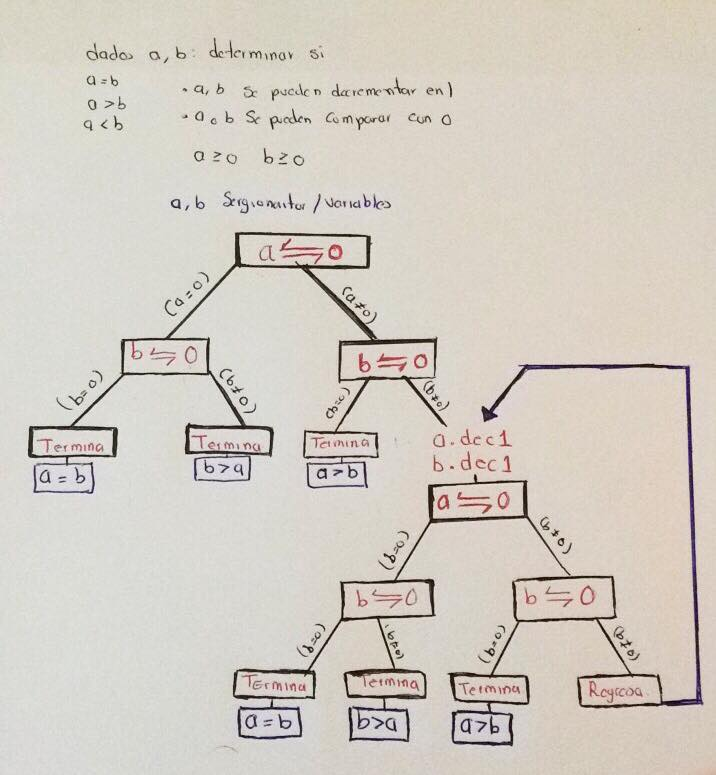 dados a, b: determinar si
a = b
a > b
a < b
• a, b Se pueden decrementar en 1
• a o b Se pueden Comparar con 0
a ≥ 0 b ≥ 0
a, b /variables
a ⇆ 0
(a=0) (a≠0)
b ⇆ 0 b ⇆ 0
(b=0) (b≠0) (b=0) (b≠0)
Termina Termina Termina
a = b b > a a > b
a.dec1
b.dec1
a ⇆ 0
(b=0) (b≠0)
b ⇆ 0 b ⇆ 0
(b=0) (b≠0) (b=0) (b≠0)
Termina Termina Termina
a = b b > a a > b